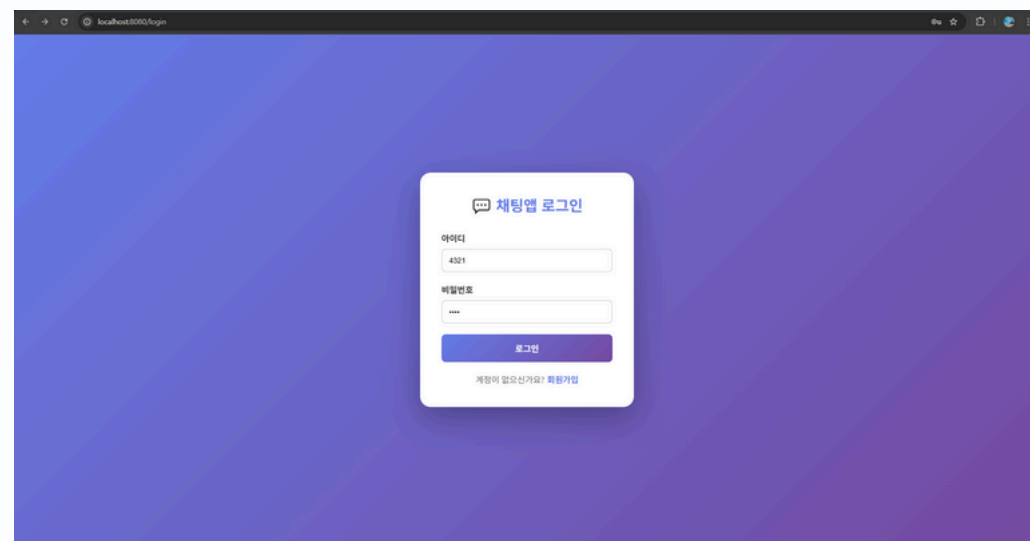 localhost:8080/login
채팅앱 로그인
아이디
4321
비밀번호
••••
로그인
계정이 없으신가요? 회원가입